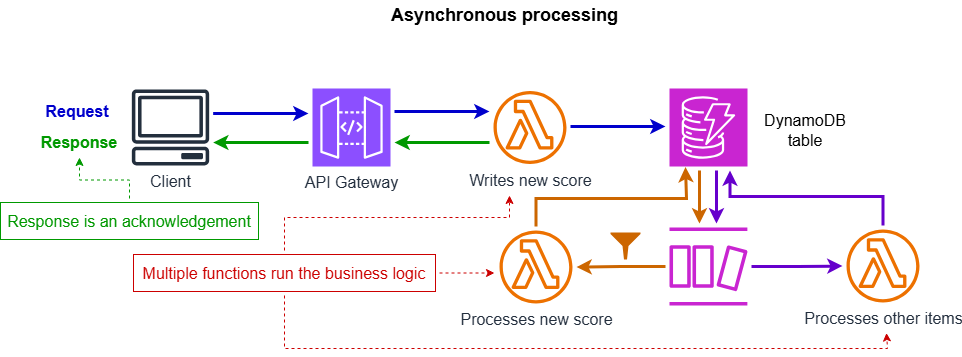 Asynchronous processing
Request
Response
Client
API Gateway
Writes new score
DynamoDB
table
Response is an acknowledgement
Multiple functions run the business logic
Processes new score
Processes other items